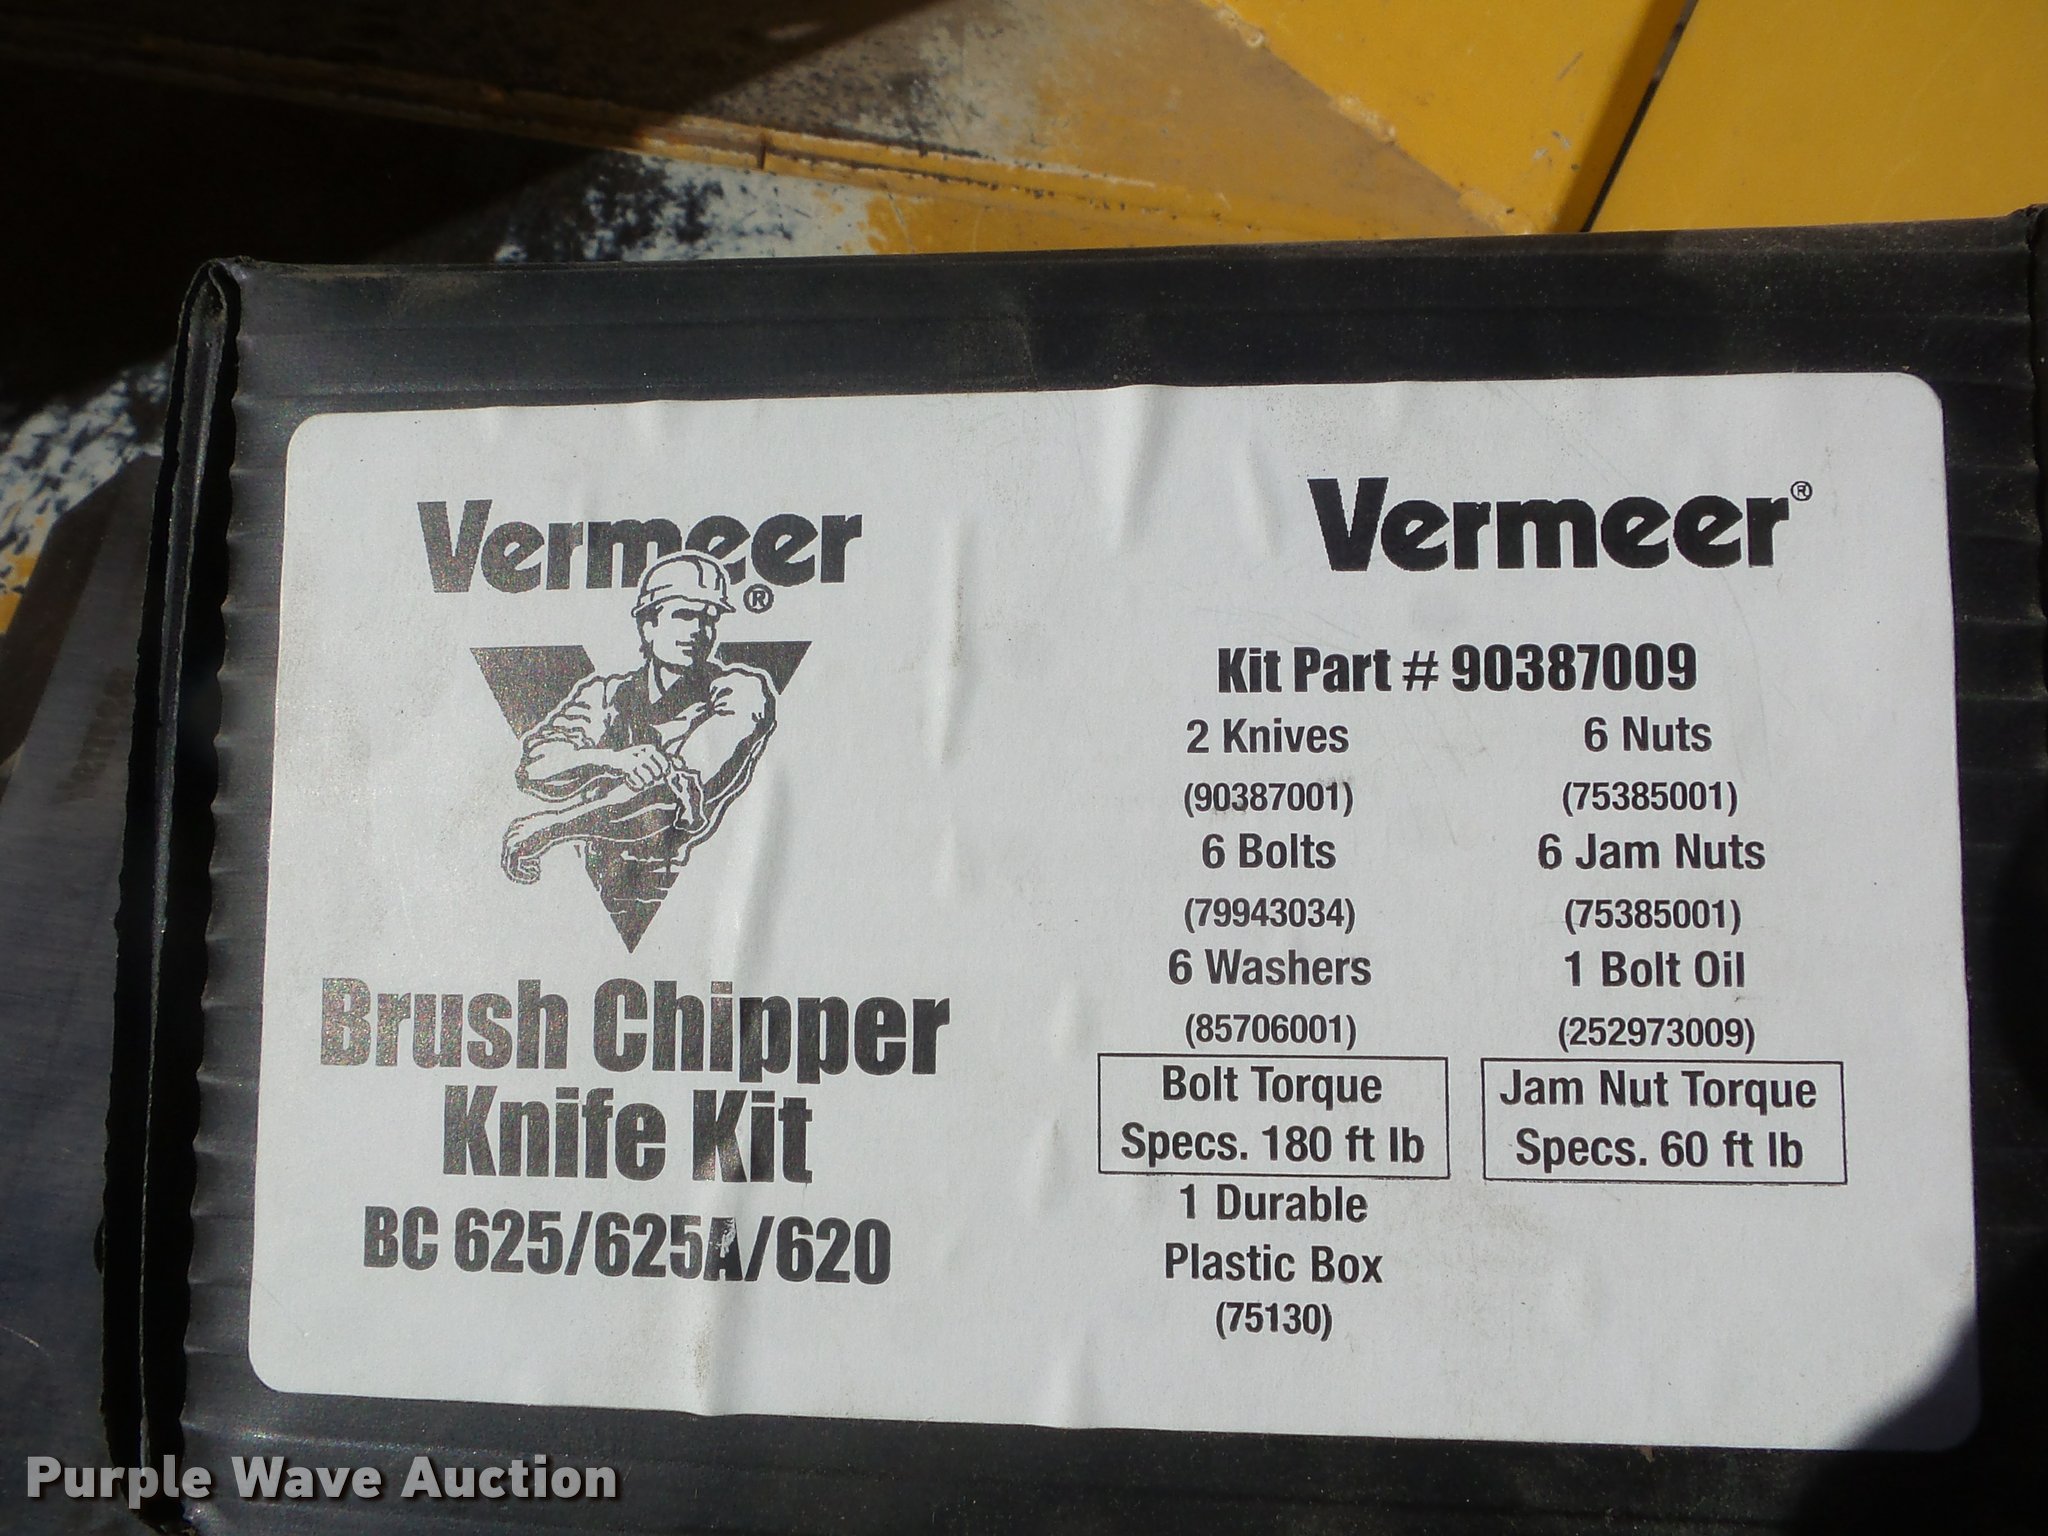 Vermeer®
Brush Chipper
Knife Kit
BC 625/625A/620
Vermeer®
Kit Part # 90387009
2 Knives
(90387001)
6 Bolts
(79943034)
6 Washers
(85706001)
Bolt Torque
Specs. 180 ft lb
1 Durable
Plastic Box
(75130)
6 Nuts
(75385001)
6 Jam Nuts
(75385001)
1 Bolt Oil
(252973009)
Jam Nut Torque
Specs. 60 ft lb
Purple Wave Auction